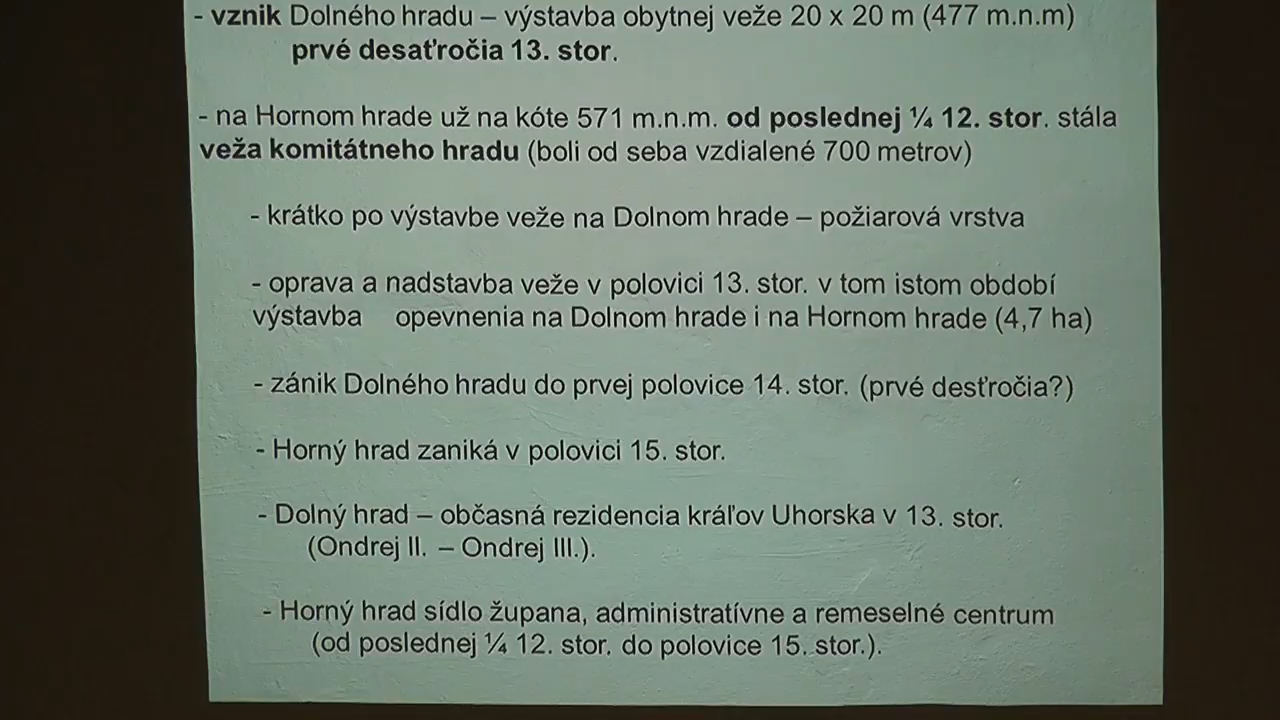 - vznik Dolného hradu – výstavba obytnej veže 20 x 20 m (477 m.n.m)
prvé desaťročia 13. stor.
- na Hornom hrade už na kóte 571 m.n.m. od poslednej ¼ 12. stor. stála
veža komitátneho hradu (boli od seba vzdialené 700 metrov)
- krátko po výstavbe veže na Dolnom hrade – požiarová vrstva
- oprava a nadstavba veže v polovici 13. stor. v tom istom období
výstavba opevnenia na Dolnom hrade i na Hornom hrade (4,7 ha)
- zánik Dolného hradu do prvej polovice 14. stor. (prvé desťročia?)
- Horný hrad zaniká v polovici 15. stor.
- Dolný hrad – občasná rezidencia kráľov Uhorska v 13. stor.
(Ondrej II. – Ondrej III.).
- Horný hrad sídlo župana, administratívne a remeselné centrum
(od poslednej ¼ 12. stor. do polovice 15. stor.).